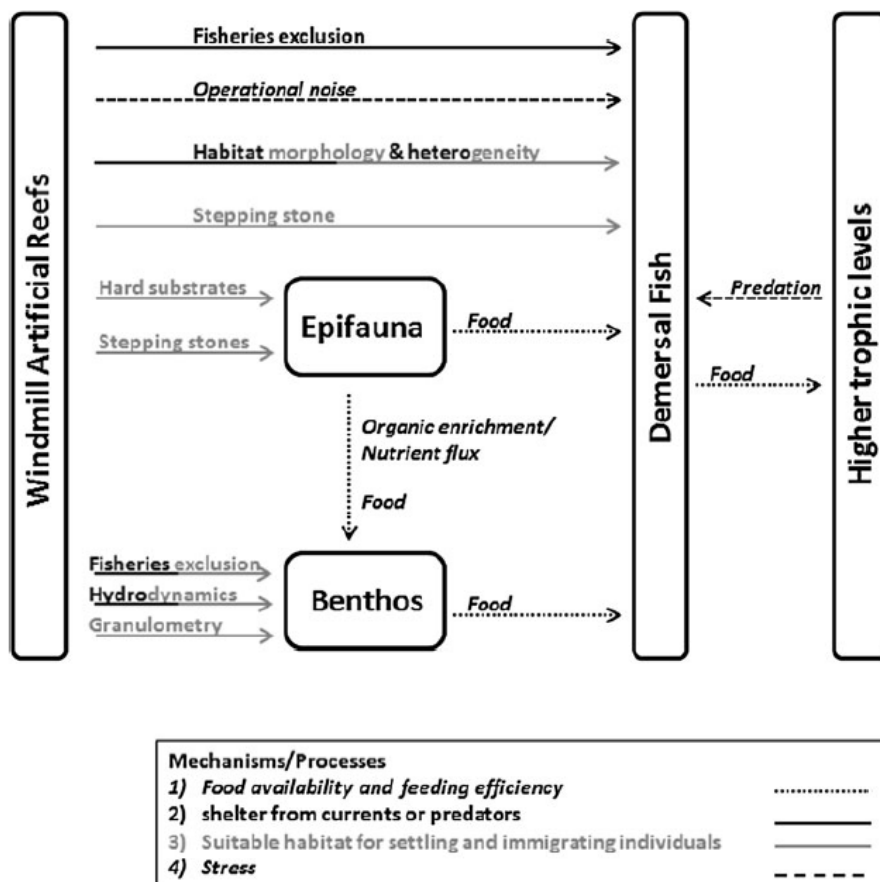 Windmill Artificial Reefs
Fisheries exclusion
Operational noise
Habitat morphology & heterogeneity
Stepping stone
Hard substrates
Stepping stones
Epifauna
Food
Organic enrichment/
Nutrient flux
Food
Fisheries exclusion
Hydrodynamics
Granulometry
Benthos
Food
Demersal Fish
Predation
Food
Higher trophic levels
Mechanisms/Processes
1) Food availability and feeding efficiency
2) shelter from currents or predators
3) Suitable habitat for settling and immigrating individuals
4) Stress